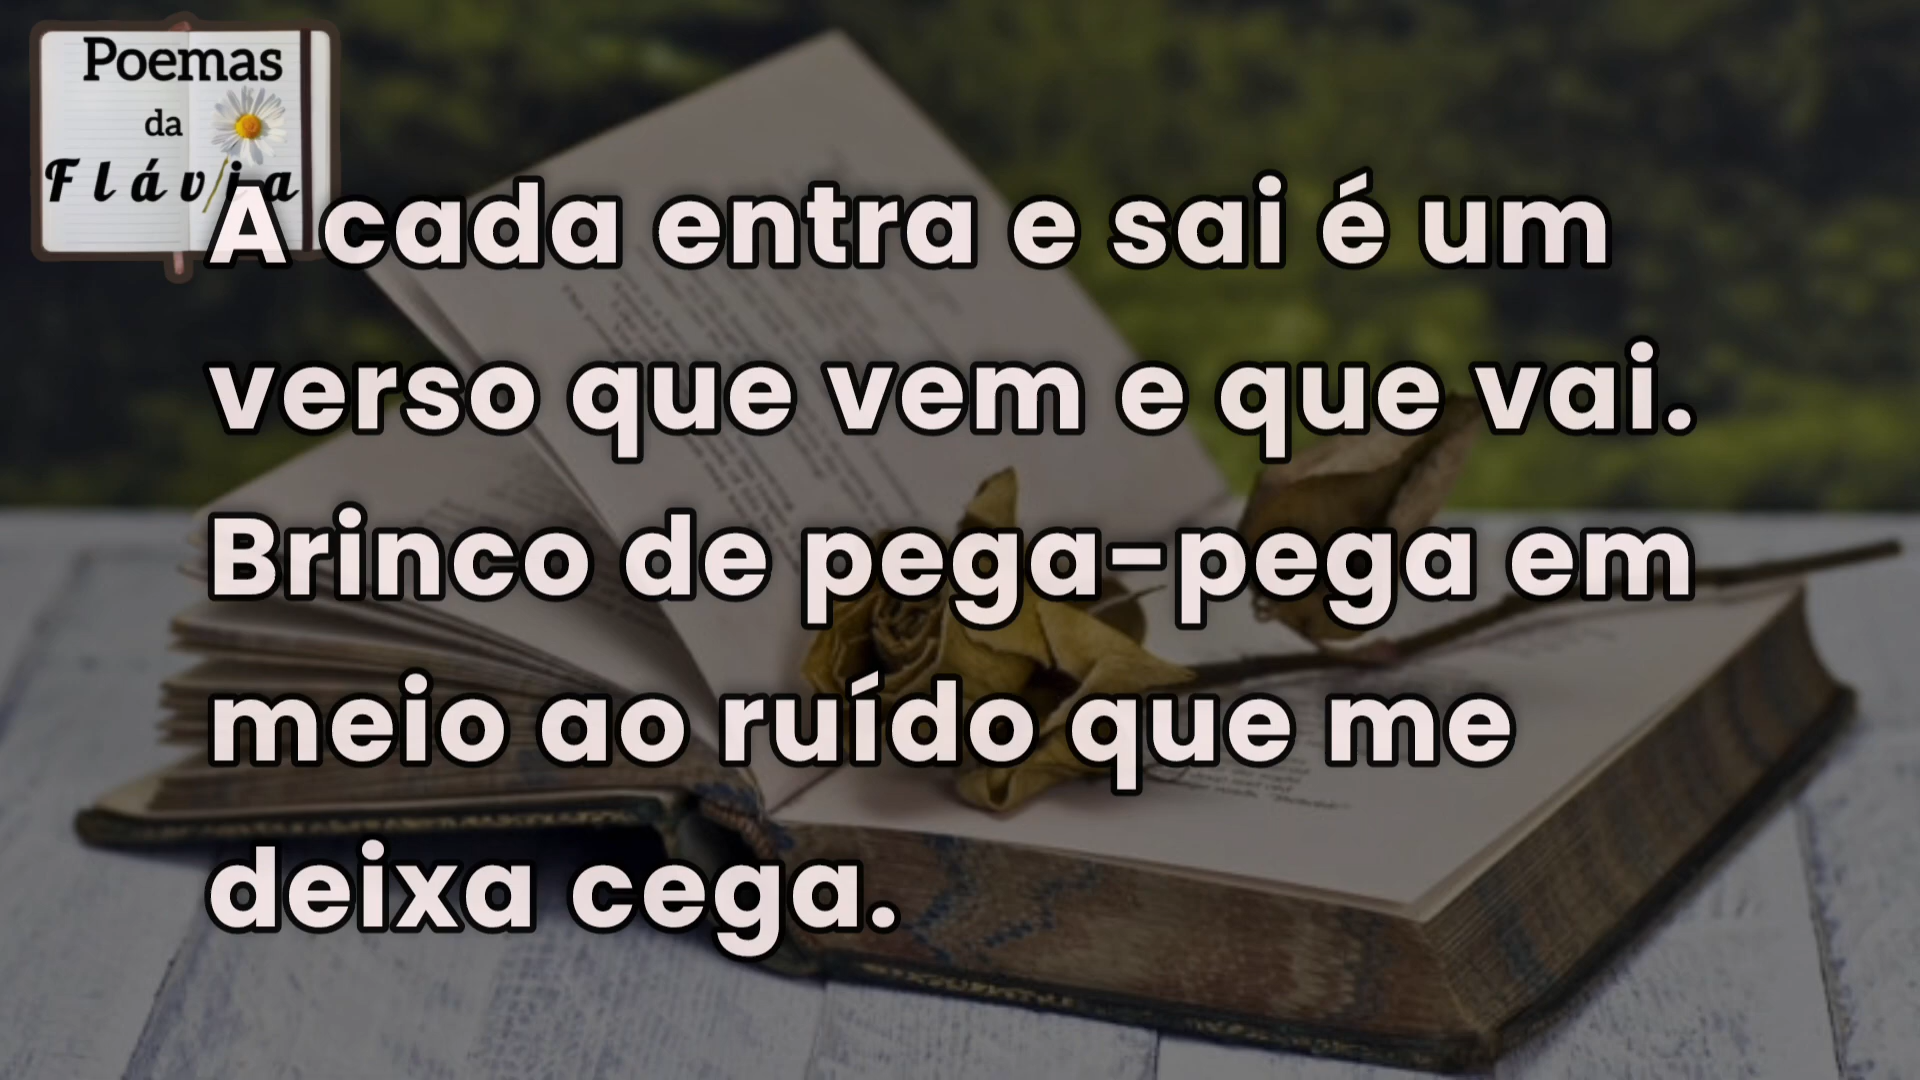 Poemas
da
Flávia
A cada entra e sai é um
verso que vem e que vai.
Brinco de pega-pega em
meio ao ruído que me
deixa cega.